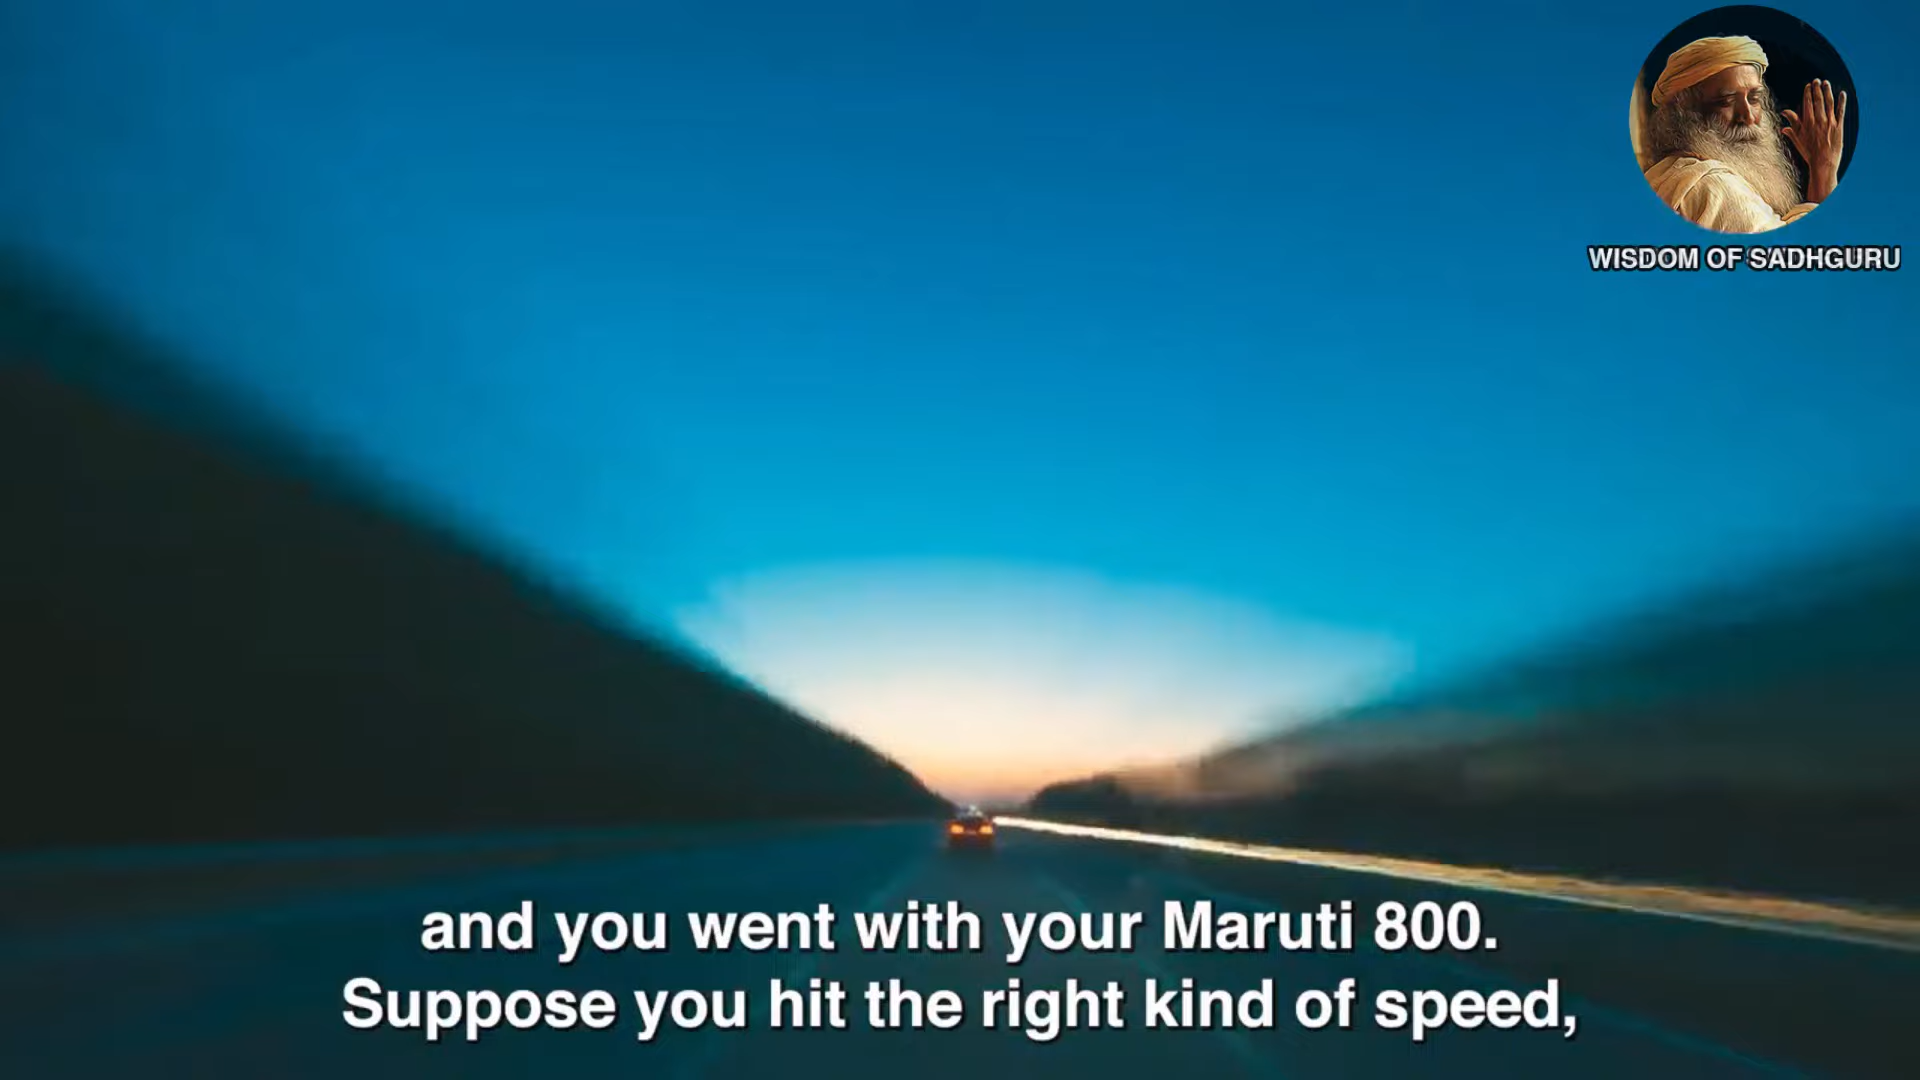 WISDOM OF SADHGURU
and you went with your Maruti 800.
Suppose you hit the right kind of speed,